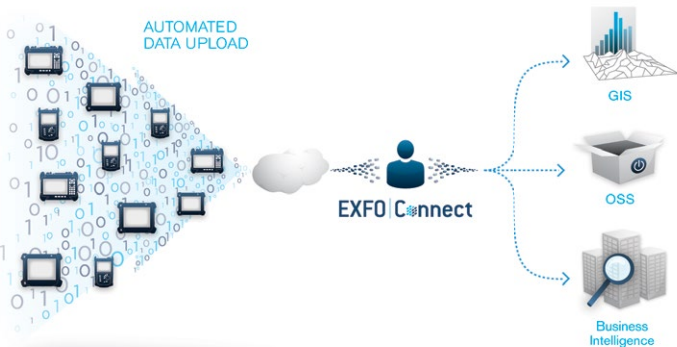 AUTOMATED
DATA UPLOAD
GIS
EXFO Connect
OSS
Business
Intelligence